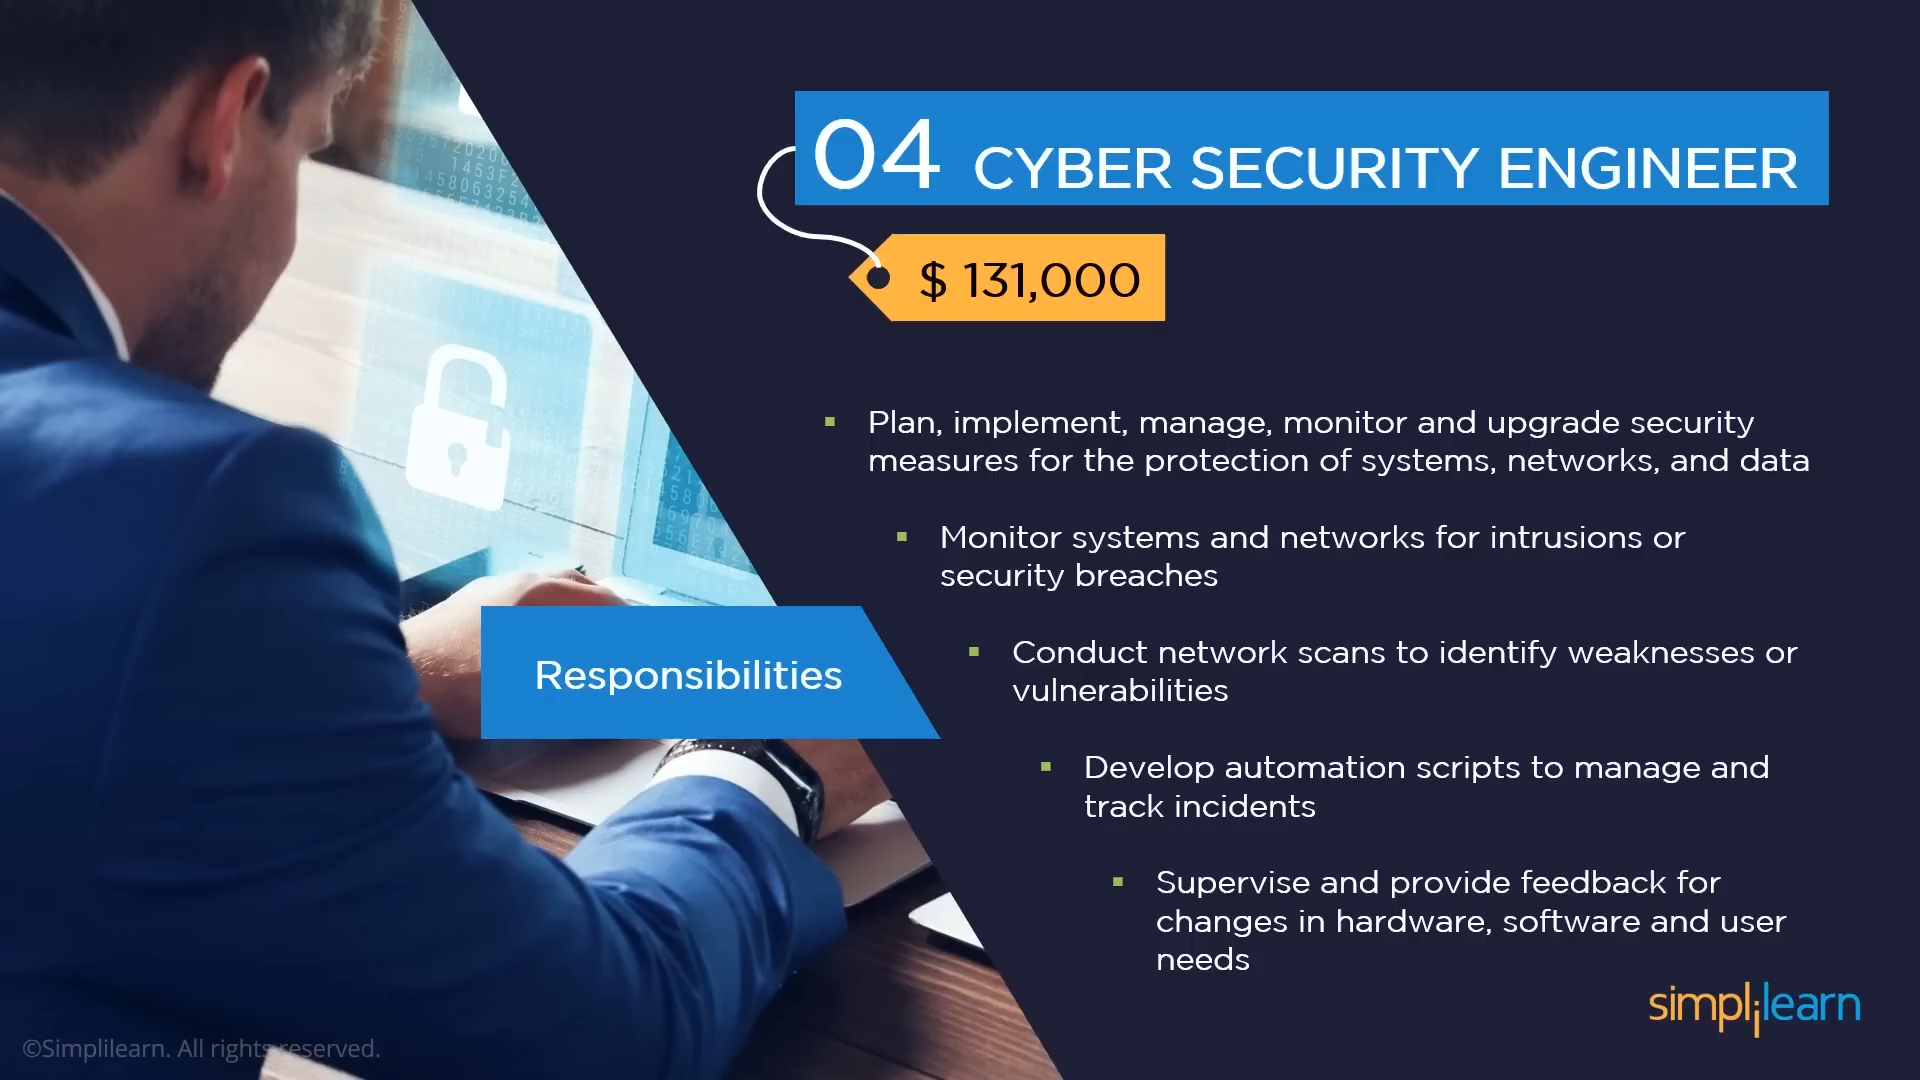 04 CYBER SECURITY ENGINEER
$ 131,000
Responsibilities
▪ Plan, implement, manage, monitor and upgrade security
measures for the protection of systems, networks, and data
▪ Monitor systems and networks for intrusions or
security breaches
▪ Conduct network scans to identify weaknesses or
vulnerabilities
▪ Develop automation scripts to manage and
track incidents
▪ Supervise and provide feedback for
changes in hardware, software and user
needs
simplilearn
©Simplilearn. All rights reserved.